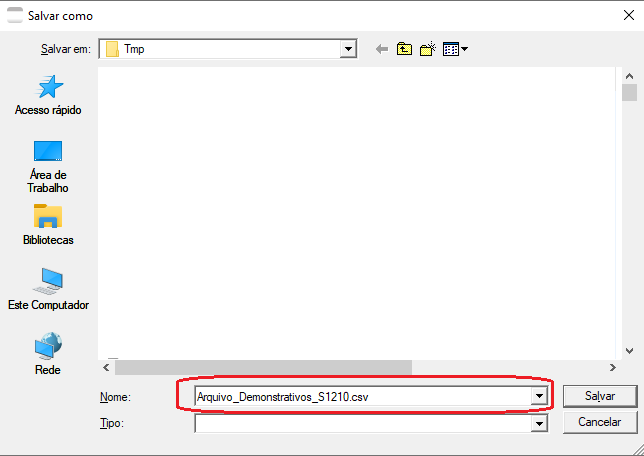 Salvar como
Salvar em:
Tmp
Acesso rápido
Área de
Trabalho
Bibliotecas
Este Computador
Rede
Nome:
Arquivo_Demonstrativos_S1210.csv
Salvar
Tipo:
Cancelar